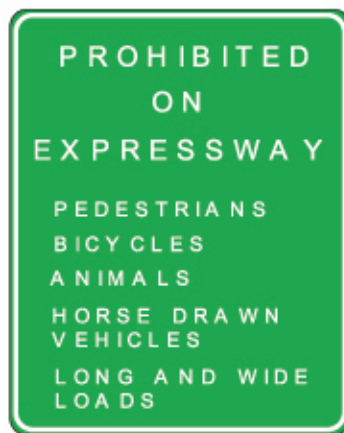 PROHIBITED
ON
EXPRESSWAY
PEDESTRIANS
BICYCLES
ANIMALS
HORSE DRAWN
VEHICLES
LONG AND WIDE
LOADS